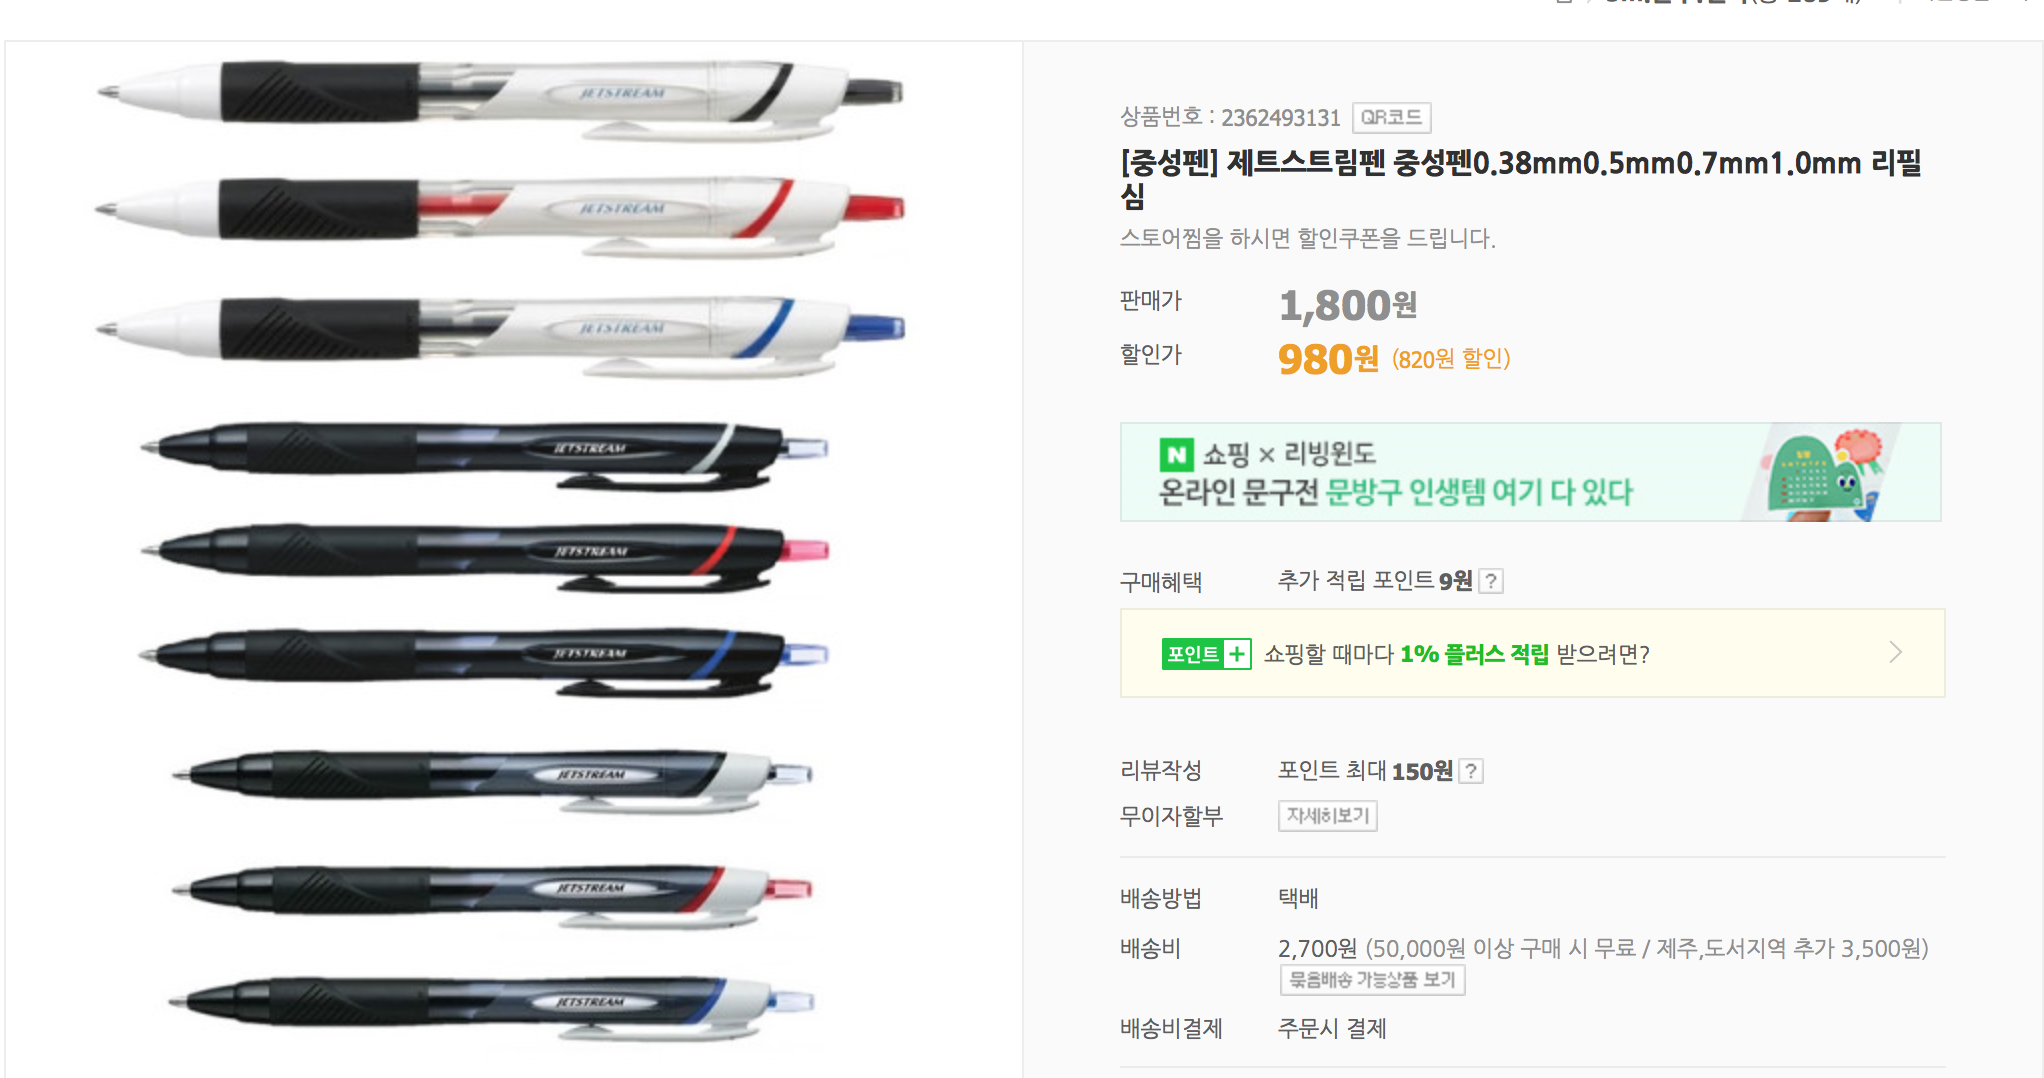 JETSTREAM
JETSTREAM
JETSTREAM
JETSTREAM
JETSTREAM
JETSTREAM
JETSTREAM
JETSTREAM
JETSTREAM
상품번호 : 2362493131 QR코드
[중성펜] 제트스트림펜 중성펜0.38mm0.5mm0.7mm1.0mm 리필
심
스토어찜을 하시면 할인쿠폰을 드립니다.
판매가 1,800원
할인가 980원 (820원 할인)
N 쇼핑 × 리빙윈도
온라인 문구전 문방구 인생템 여기 다 있다
구매혜택 추가 적립 포인트 9원 ?
포인트 + 쇼핑할 때마다 1% 플러스 적립 받으려면?
리뷰작성 포인트 최대 150원 ?
무이자할부 자세히보기
배송방법 택배
배송비 2,700원 (50,000원 이상 구매 시 무료 / 제주,도서지역 추가 3,500원)
묶음배송 가능상품 보기
배송비결제 주문시 결제